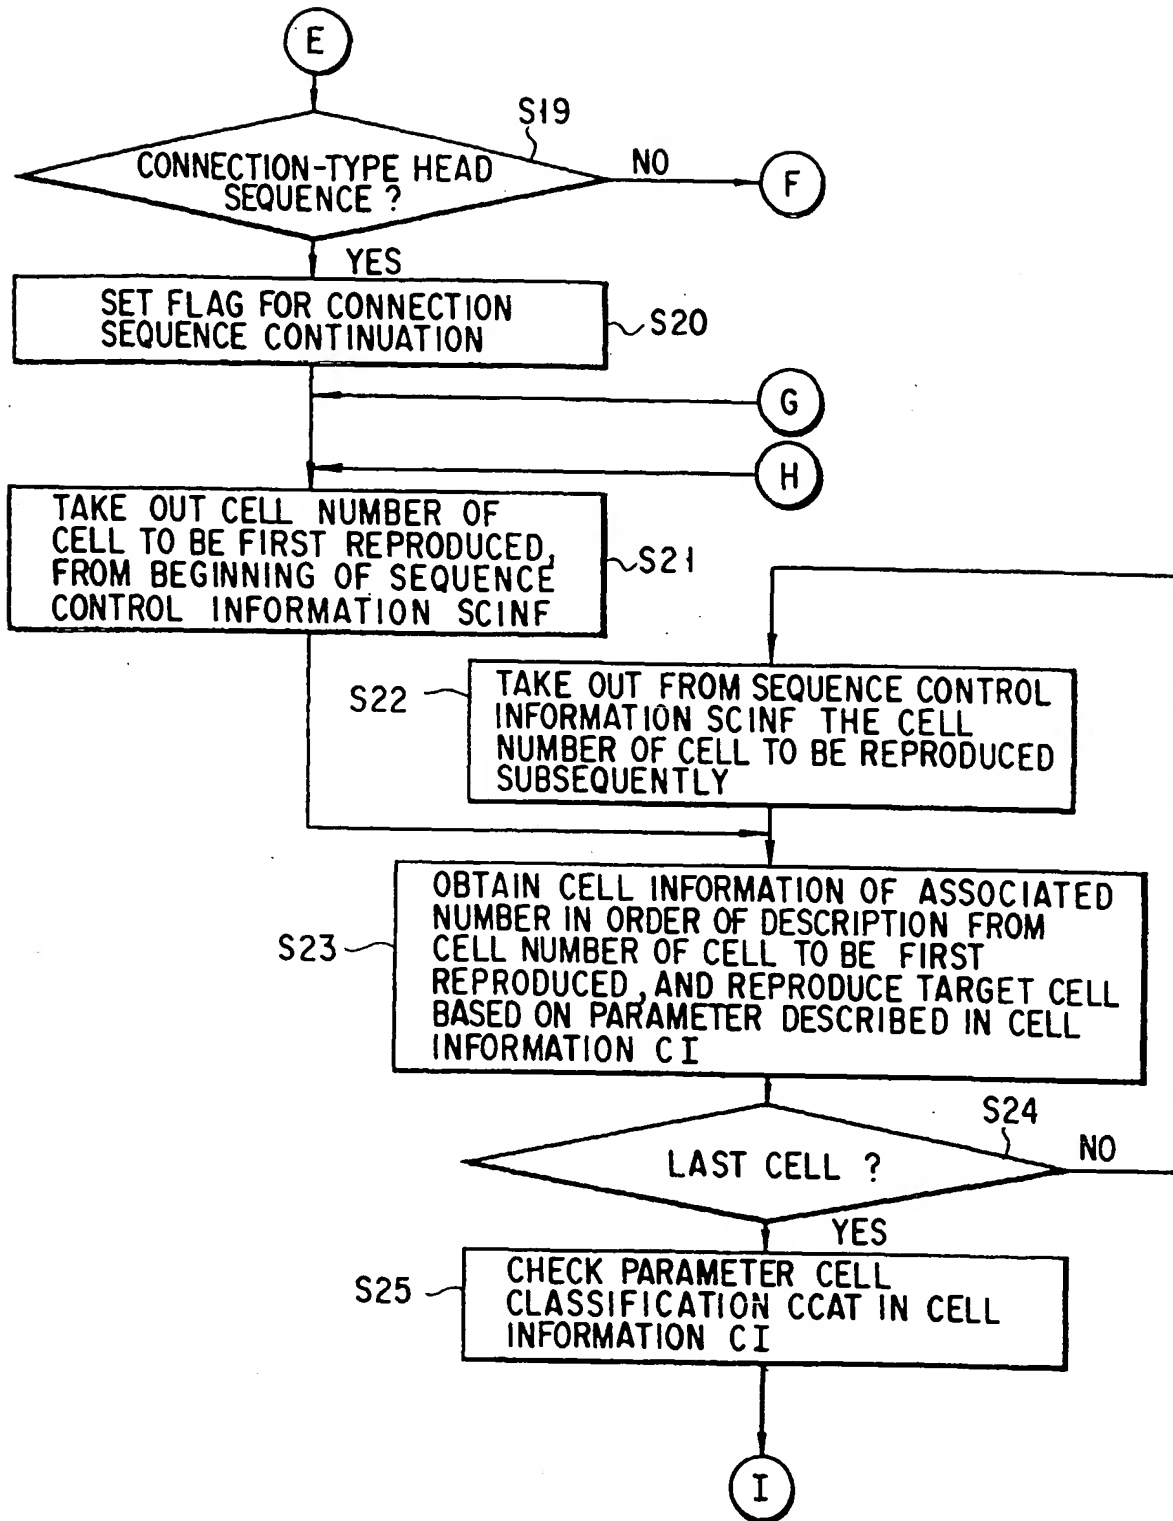 E
S19
CONNECTION-TYPE HEAD
SEQUENCE ?
NO
F
YES
SET FLAG FOR CONNECTION
SEQUENCE CONTINUATION
S20
G
H
TAKE OUT CELL NUMBER OF
CELL TO BE FIRST REPRODUCED,
FROM BEGINNING OF SEQUENCE
CONTROL INFORMATION SCINF
S21
S22
TAKE OUT FROM SEQUENCE CONTROL
INFORMATION SCINF THE CELL
NUMBER OF CELL TO BE REPRODUCED
SUBSEQUENTLY
S23
OBTAIN CELL INFORMATION OF ASSOCIATED
NUMBER IN ORDER OF DESCRIPTION FROM
CELL NUMBER OF CELL TO BE FIRST
REPRODUCED, AND REPRODUCE TARGET CELL
BASED ON PARAMETER DESCRIBED IN CELL
INFORMATION CI
S24
LAST CELL ?
NO
YES
S25
CHECK PARAMETER CELL
CLASSIFICATION CCAT IN CELL
INFORMATION CI
I